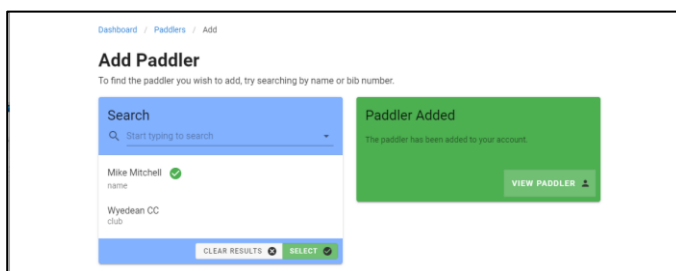 Dashboard / Paddlers / Add
Add Paddler
To find the paddler you wish to add, try searching by name or bib number.
Search
Start typing to search
Mike Mitchell
name
Wyedean CC
club
CLEAR RESULTS
SELECT
Paddler Added
The paddler has been added to your account.
VIEW PADDLER